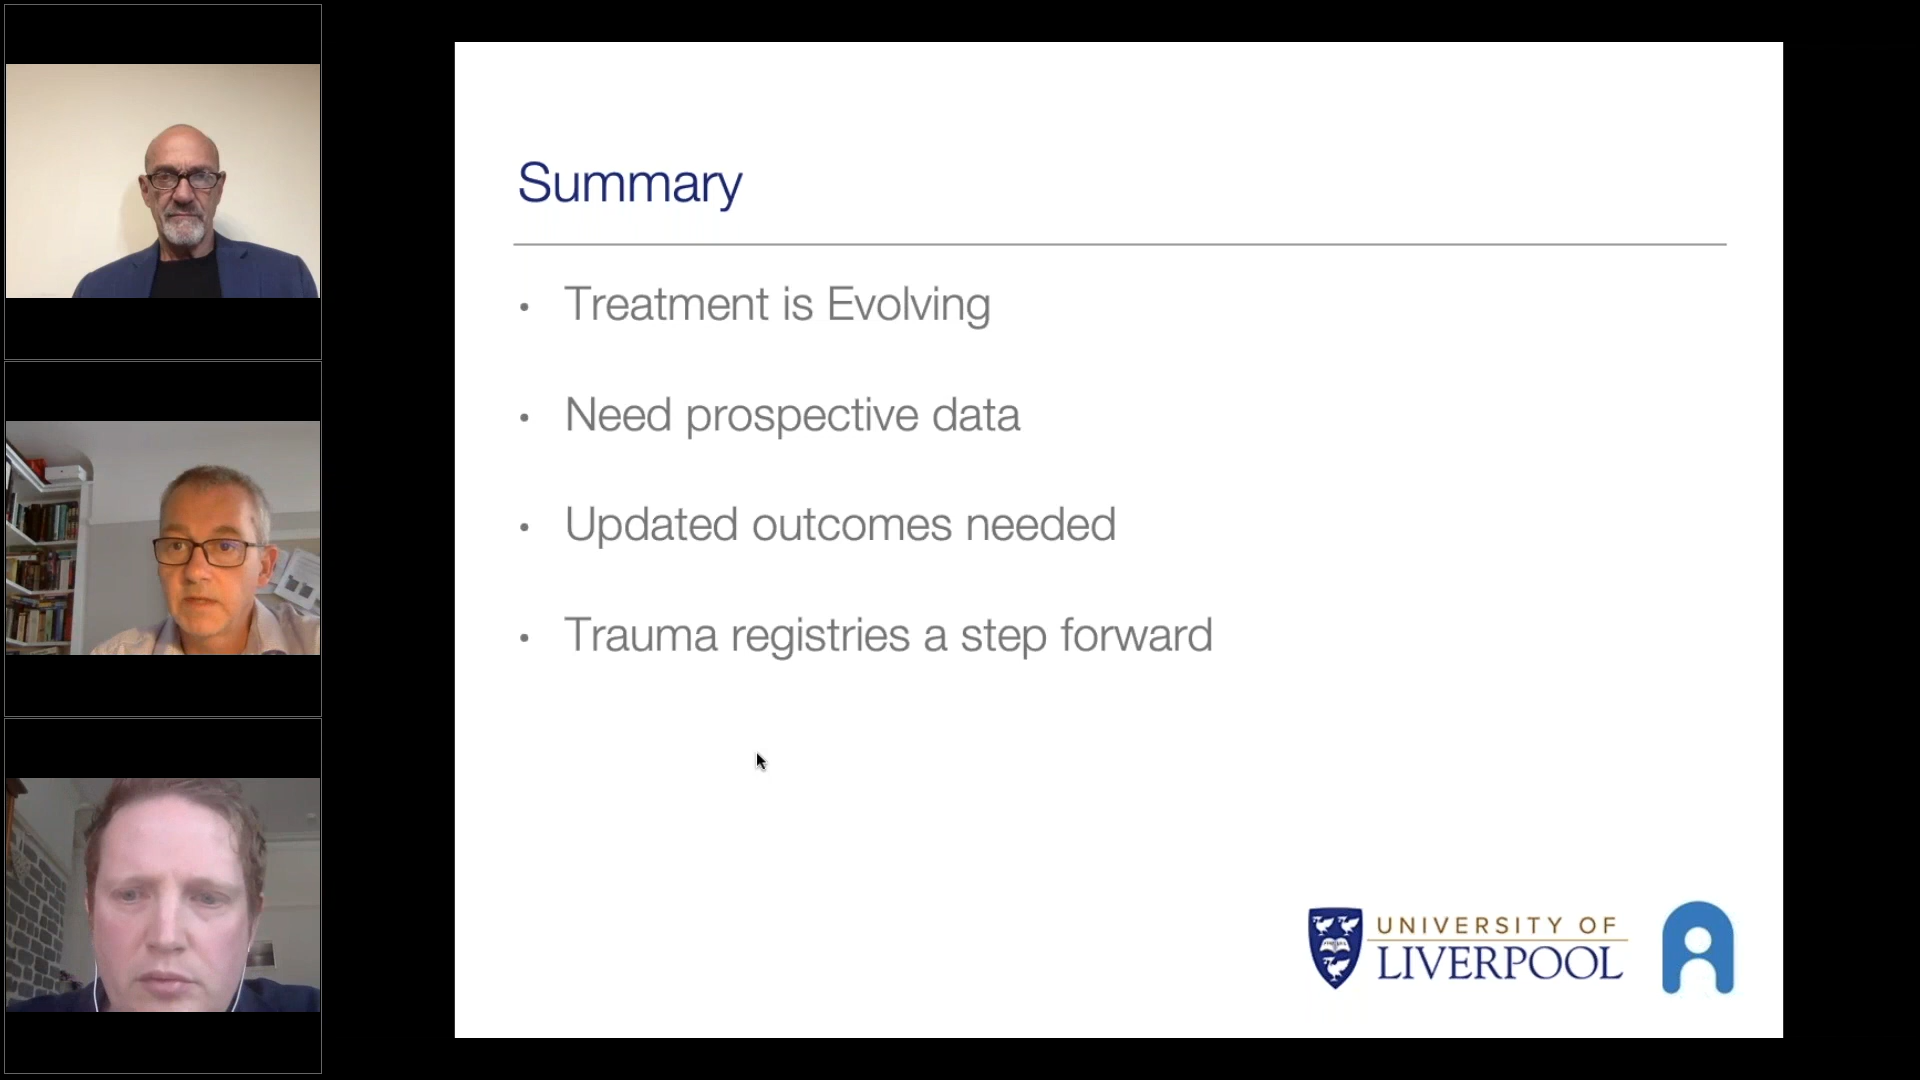 Summary
• Treatment is Evolving
• Need prospective data
• Updated outcomes needed
• Trauma registries a step forward
UNIVERSITY OF
LIVERPOOL